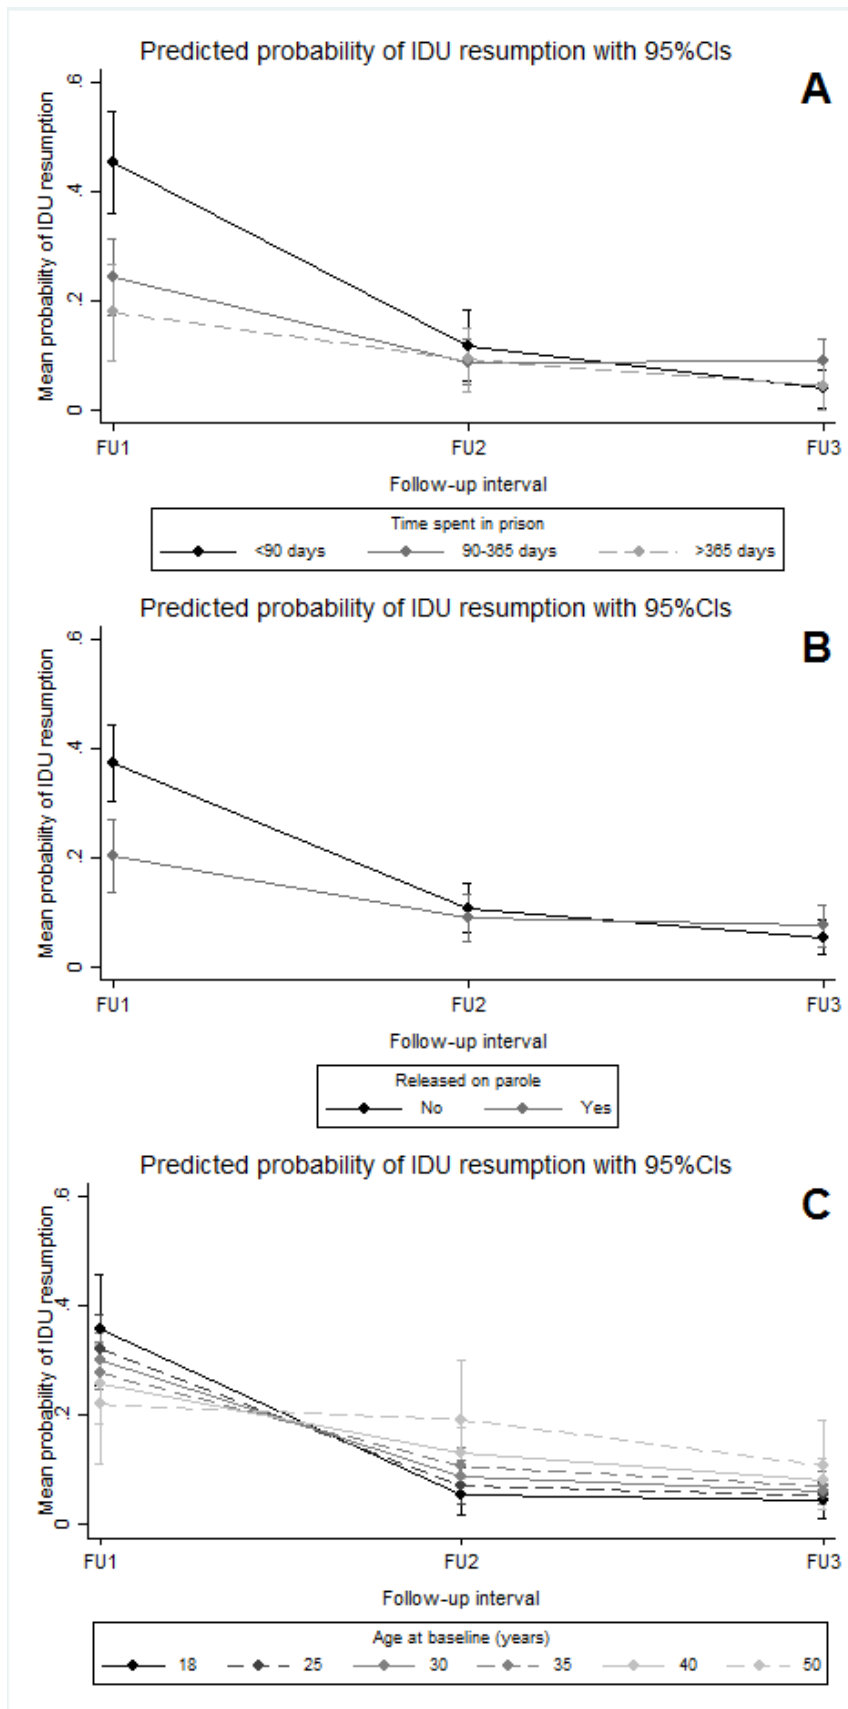 Predicted probability of IDU resumption with 95%CIs
A
Mean probability of IDU resumption
.6
.4
.2
0
FU1 FU2 FU3
Follow-up interval
Time spent in prison
<90 days 90-365 days >365 days
Predicted probability of IDU resumption with 95%CIs
B
Mean probability of IDU resumption
.6
.4
.2
0
FU1 FU2 FU3
Follow-up interval
Released on parole
No Yes
Predicted probability of IDU resumption with 95%CIs
C
Mean probability of IDU resumption
.6
.4
.2
0
FU1 FU2 FU3
Follow-up interval
Age at baseline (years)
18 25 30 35 40 50